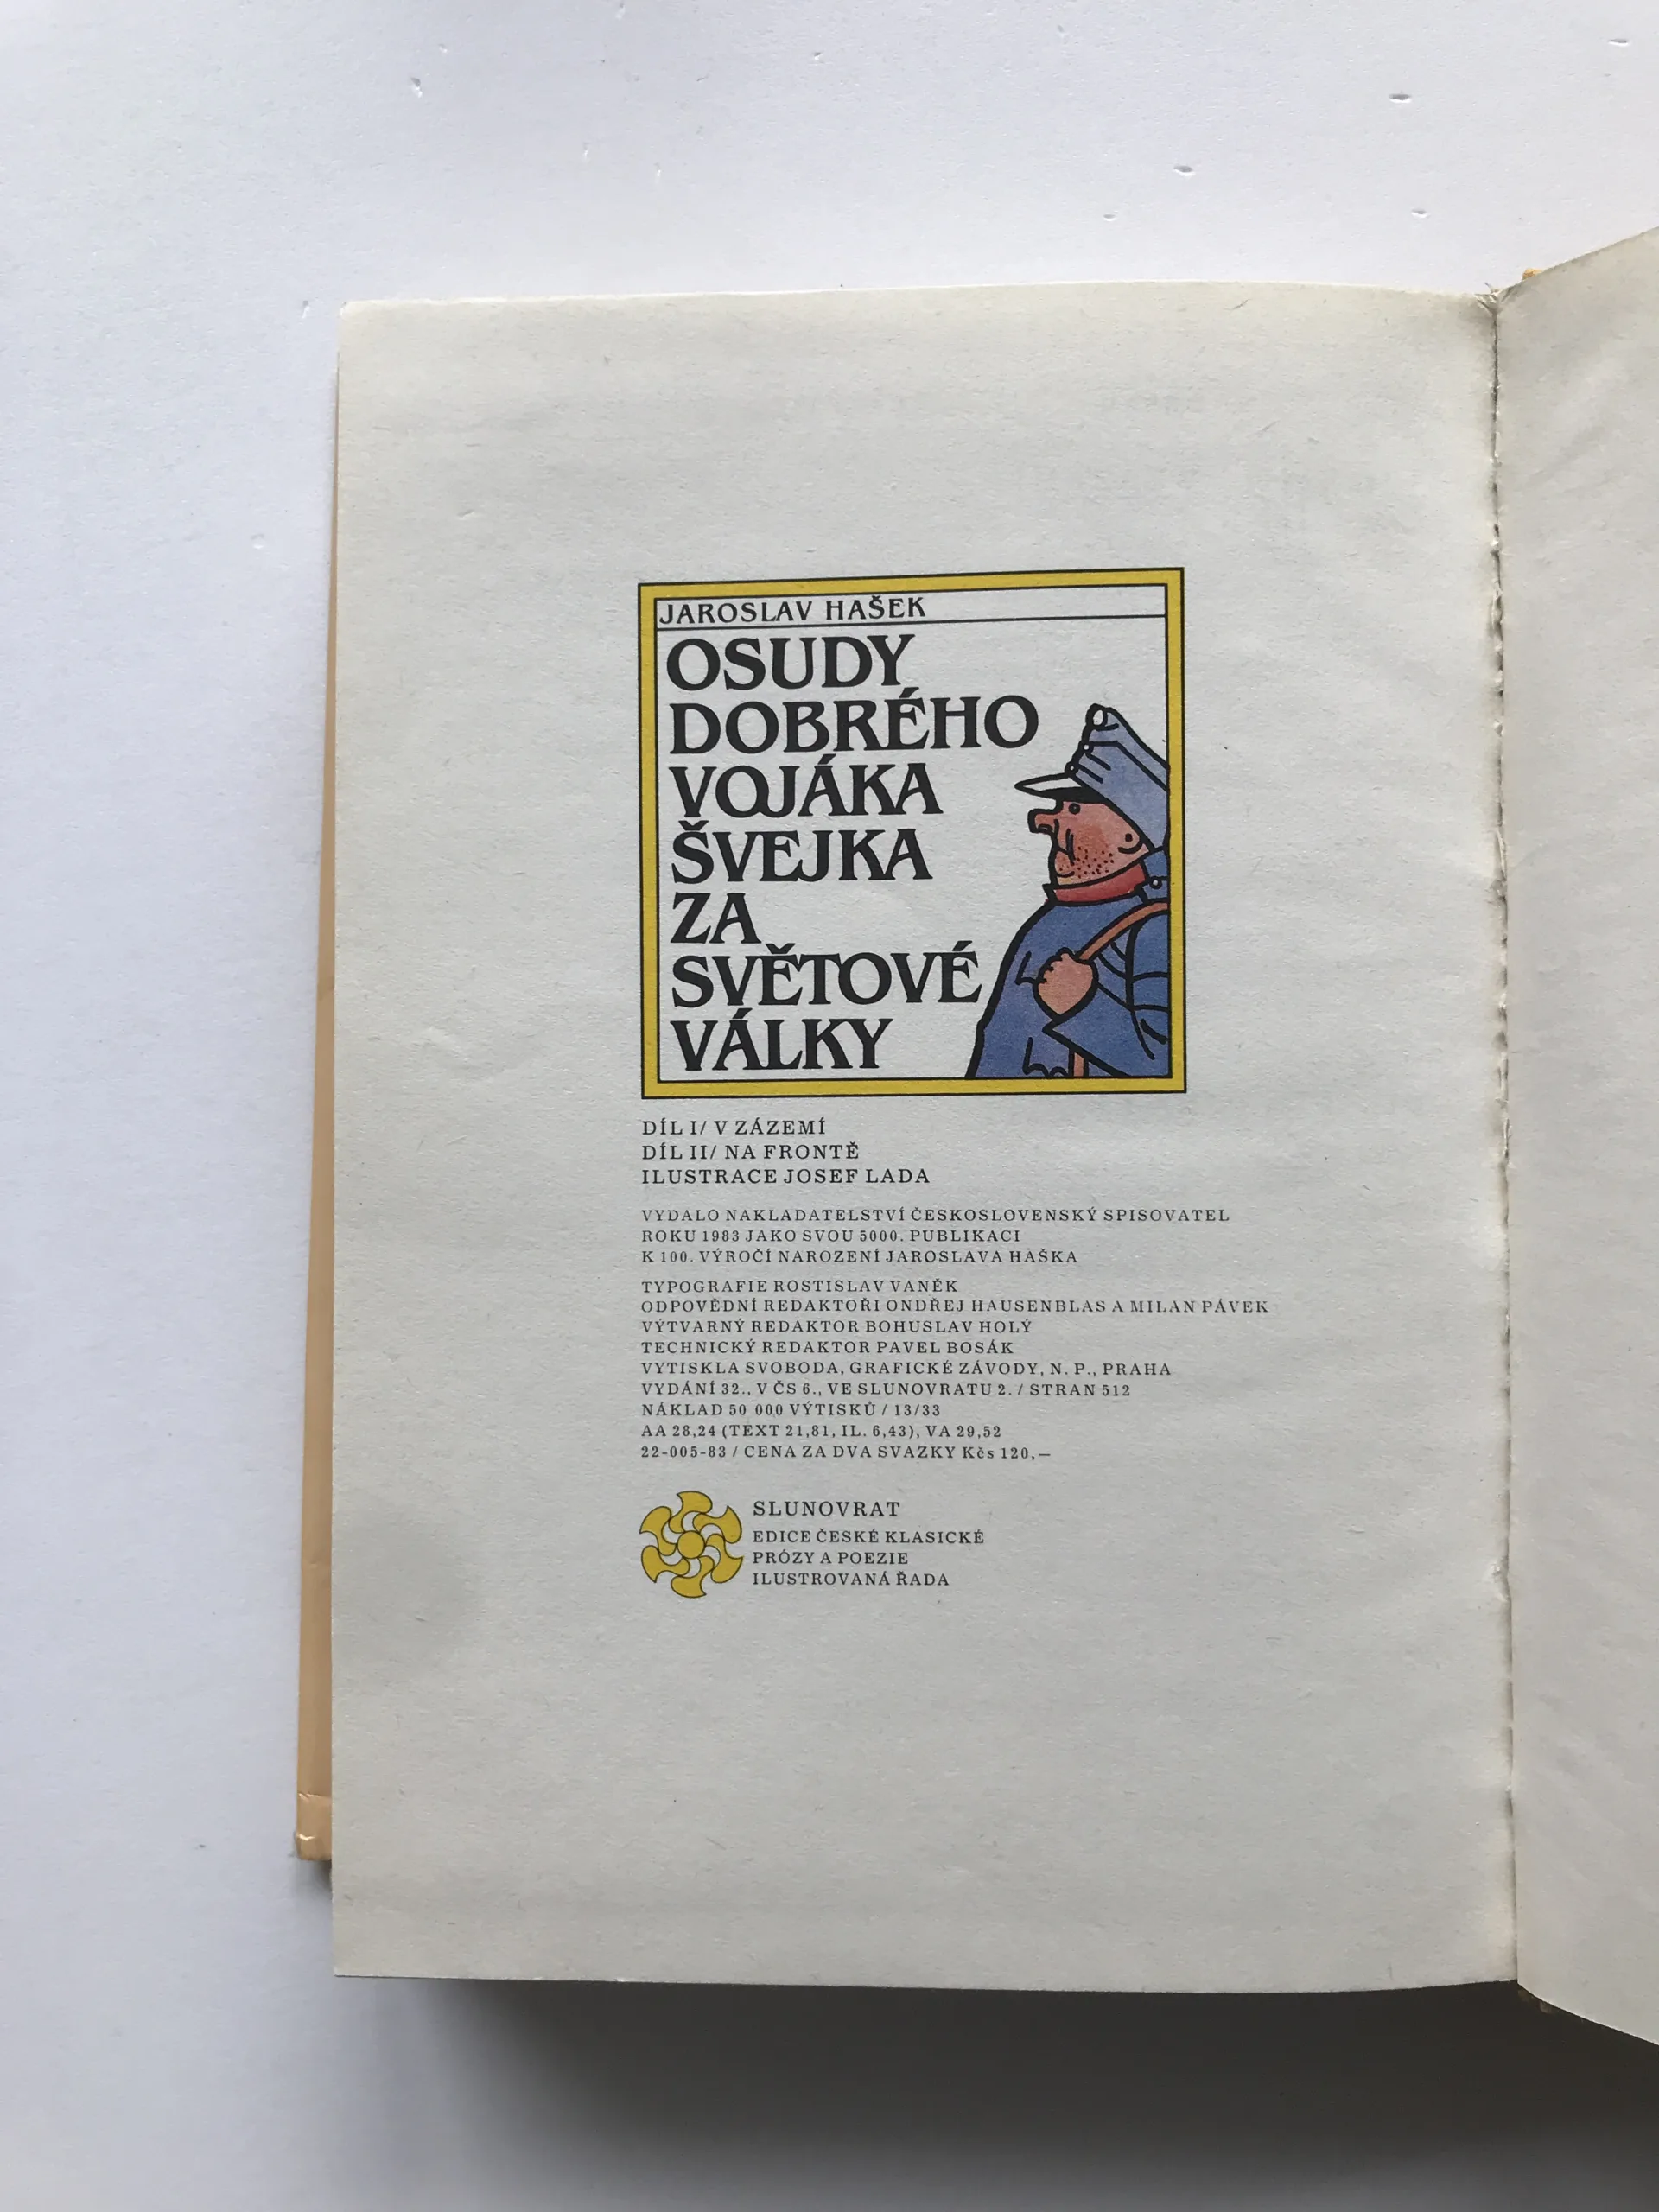 JAROSLAV HAŠEK
OSUDY
DOBRÉHO
VOJÁKA
ŠVEJKA
ZA
SVĚTOVÉ
VÁLKY
DÍL I/ V ZÁZEMÍ
DÍL II/ NA FRONTĚ
ILUSTRACE JOSEF LADA
VYDALO NAKLADATELSTVÍ ČESKOSLOVENSKÝ SPISOVATEL
ROKU 1983 JAKO SVOU 5000. PUBLIKACI
K 100. VÝROČÍ NAROZENÍ JAROSLAVA HAŠKA
TYPOGRAFIE ROSTISLAV VANĚK
ODPOVĚDNÍ REDAKTOŘI ONDŘEJ HAUSENBLAS A MILAN PÁVEK
VÝTVARNÝ REDAKTOR BOHUSLAV HOLÝ
TECHNICKÝ REDAKTOR PAVEL BOSÁK
VYTISKLA SVOBODA, GRAFICKÉ ZÁVODY, N. P., PRAHA
VYDÁNÍ 32., V ČS 6., VE SLUNOVRATU 2. / STRAN 512
NÁKLAD 50 000 VÝTISKŮ / 13/33
AA 28,24 (TEXT 21,81, IL. 6,43), VA 29,52
22-005-83 / CENA ZA DVA SVAZKY Kčs 120,—
SLUNOVRAT
EDICE ČESKÉ KLASICKÉ
PRÓZY A POEZIE
ILUSTROVANÁ ŘADA